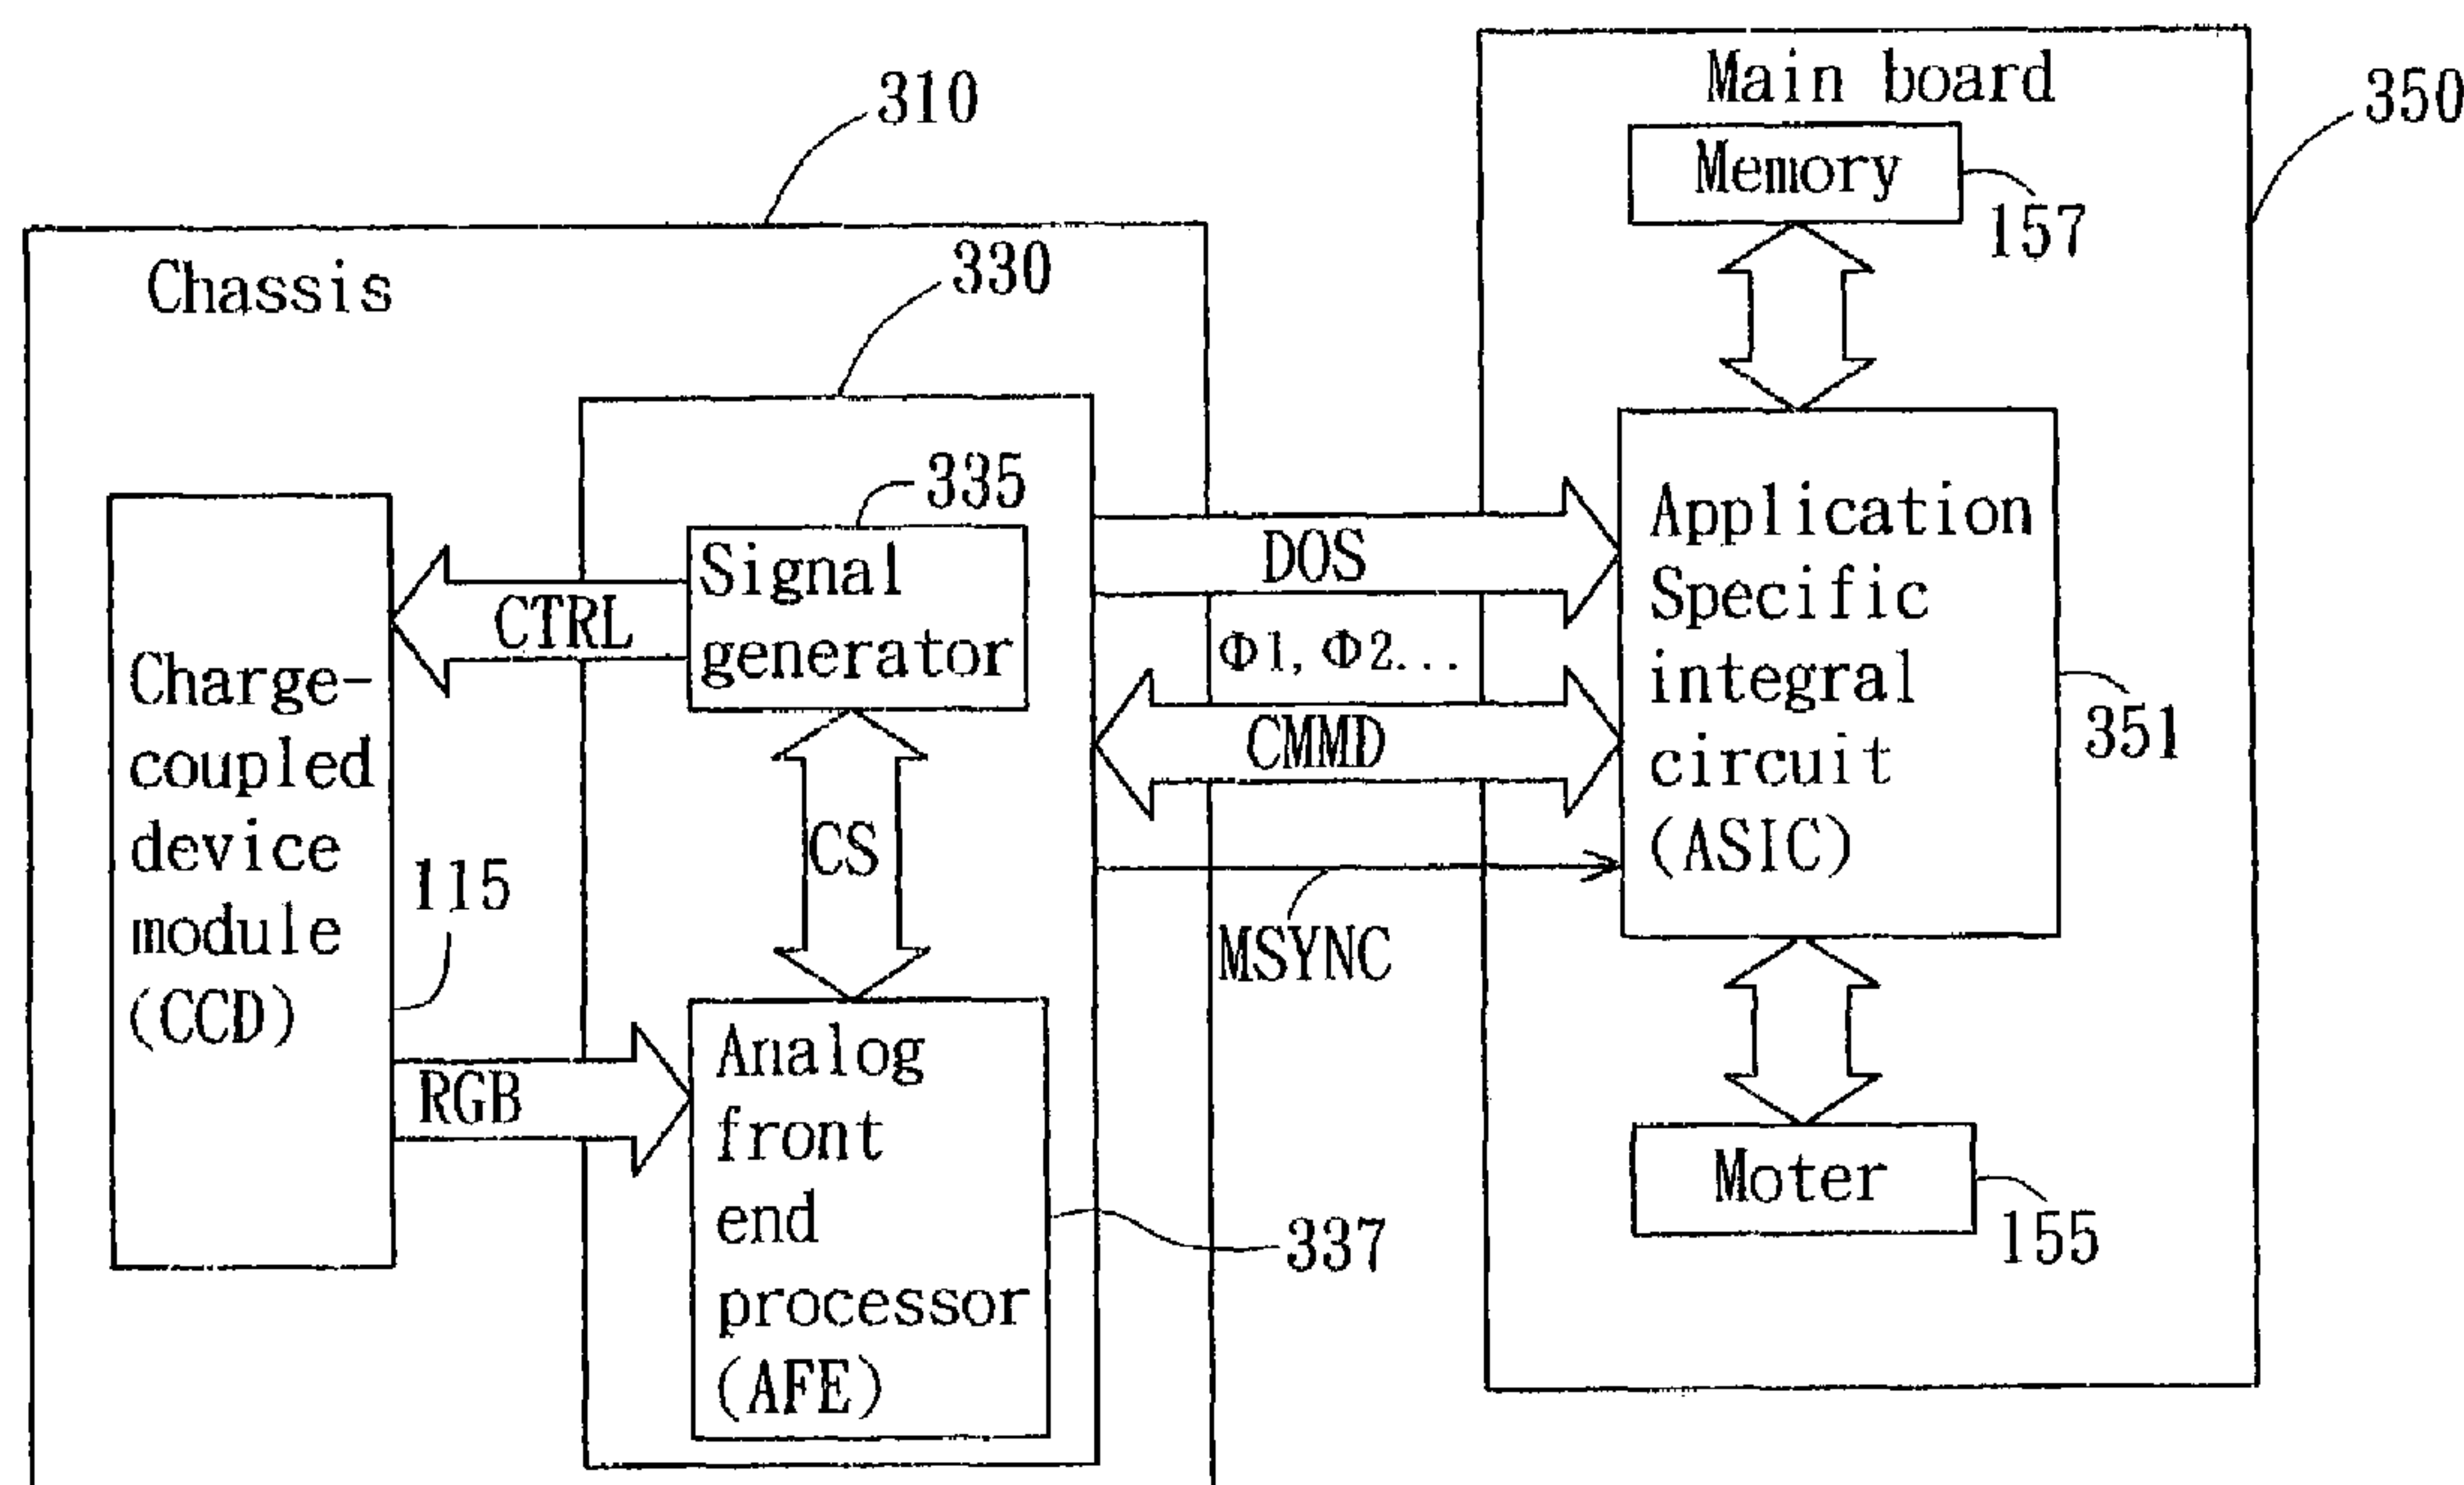 Main board
350
310
Memory
157
330
Chassis
335
Signal
generator
CTRL
DOS
Φ1, Φ2...
CMMD
Application
Specific
integral
circuit
(ASIC)
351
Charge-
coupled
device
module
(CCD)
115
CS
MSYNC
RGB
Analog
front
end
processor
(AFE)
337
Moter
155